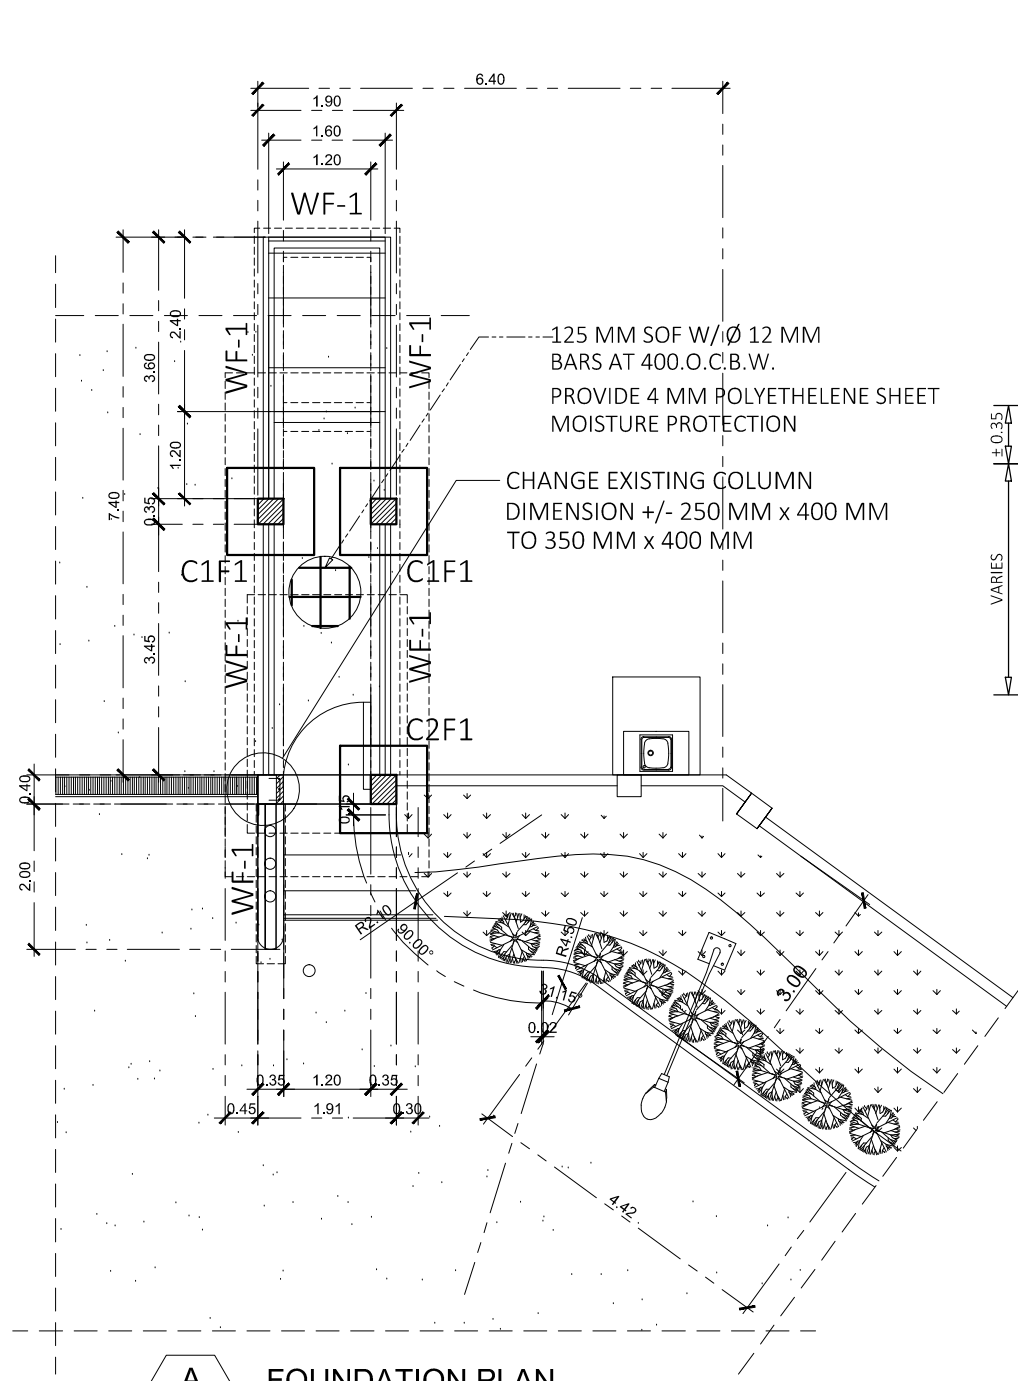 6.40
1.90
1.60
1.20
WF-1
2.40
3.60
1.20
7.40
0.35
3.45
WF-1
WF-1
125 MM SOF W/ Ø 12 MM
BARS AT 400.O.C.B.W.
PROVIDE 4 MM POLYETHELENE SHEET
MOISTURE PROTECTION
CHANGE EXISTING COLUMN
DIMENSION +/- 250 MM x 400 MM
TO 350 MM x 400 MM
±0.35
VARIES
C1F1
C1F1
WF-1
WF-1
C2F1
0.40
0.15
2.00
WF-1
R2.10
90.00°
R4.50
31.15°
0.02
3.00
0.35
1.20
0.35
0.45
1.91
0.30
4.42
A
FOUNDATION PLAN